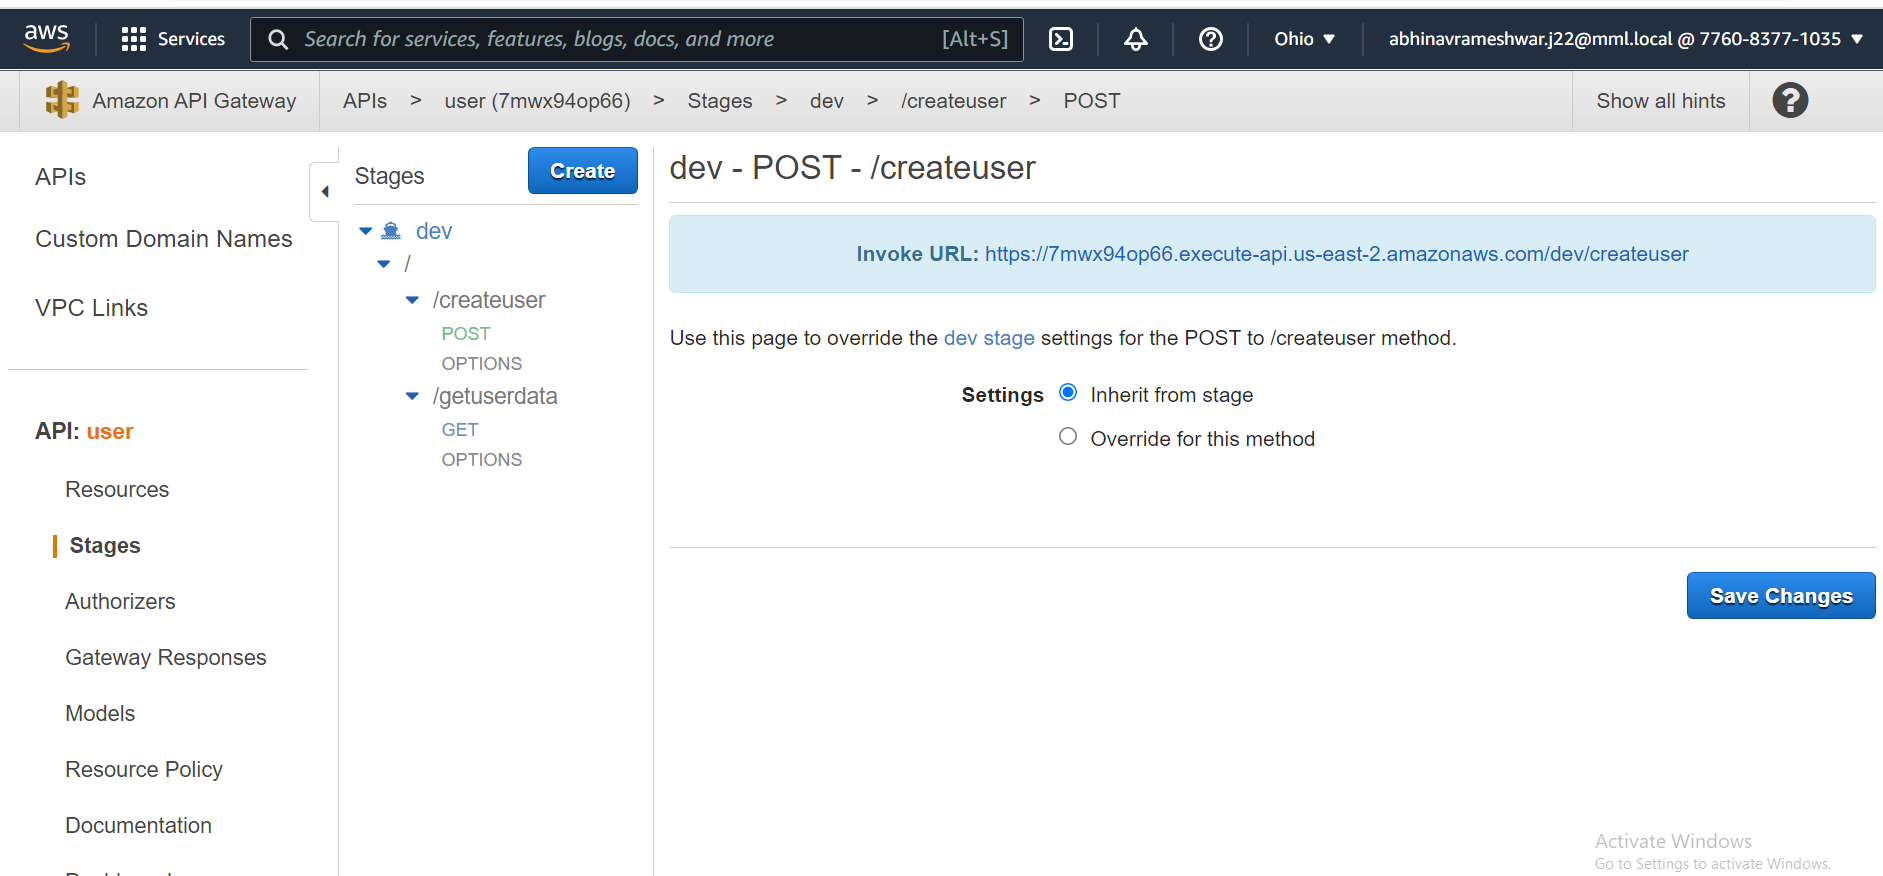 aws
Services
Search for services, features, blogs, docs, and more
[Alt+S]
Ohio ▼
abhinavrameshwar.j22@mml.local @ 7760-8377-1035 ▼
Amazon API Gateway
APIs > user (7mwx94op66) > Stages > dev > /createuser > POST
Show all hints
?
APIs
Custom Domain Names
VPC Links
API: user
Resources
Stages
Authorizers
Gateway Responses
Models
Resource Policy
Documentation
Stages
Create
dev
/
/createuser
POST
OPTIONS
/getuserdata
GET
OPTIONS
dev - POST - /createuser
Invoke URL: https://7mwx94op66.execute-api.us-east-2.amazonaws.com/dev/createuser
Use this page to override the dev stage settings for the POST to /createuser method.
Settings
Inherit from stage
Override for this method
Save Changes
Activate Windows
Go to Settings to activate Windows.